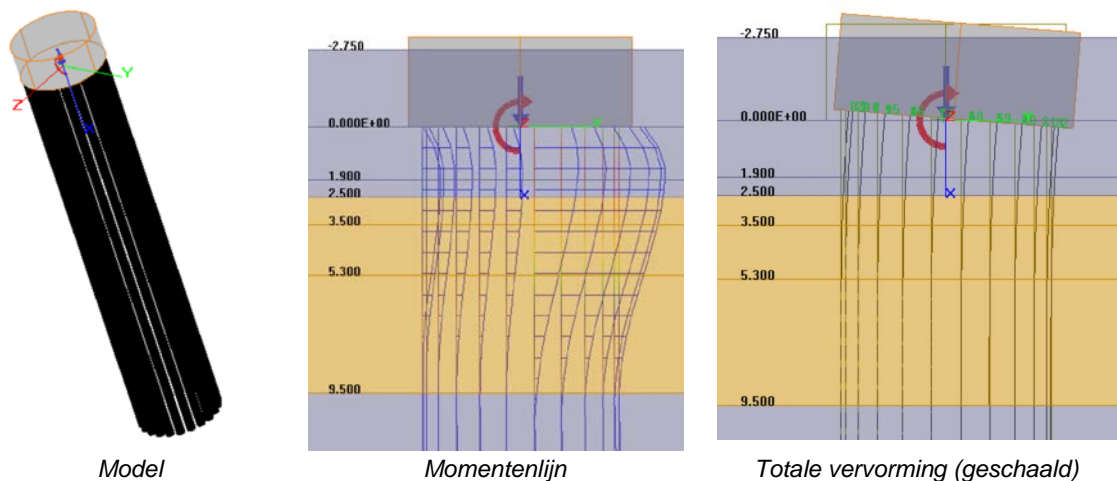 Z
Y
X
-2.750
0.000E+00
1.900
2.500
3.500
5.300
9.500
X
-2.750
0.000E+00
1.900
2.500
3.500
5.300
9.500
X
Model
Momentenlijn
Totale vervorming (geschaald)